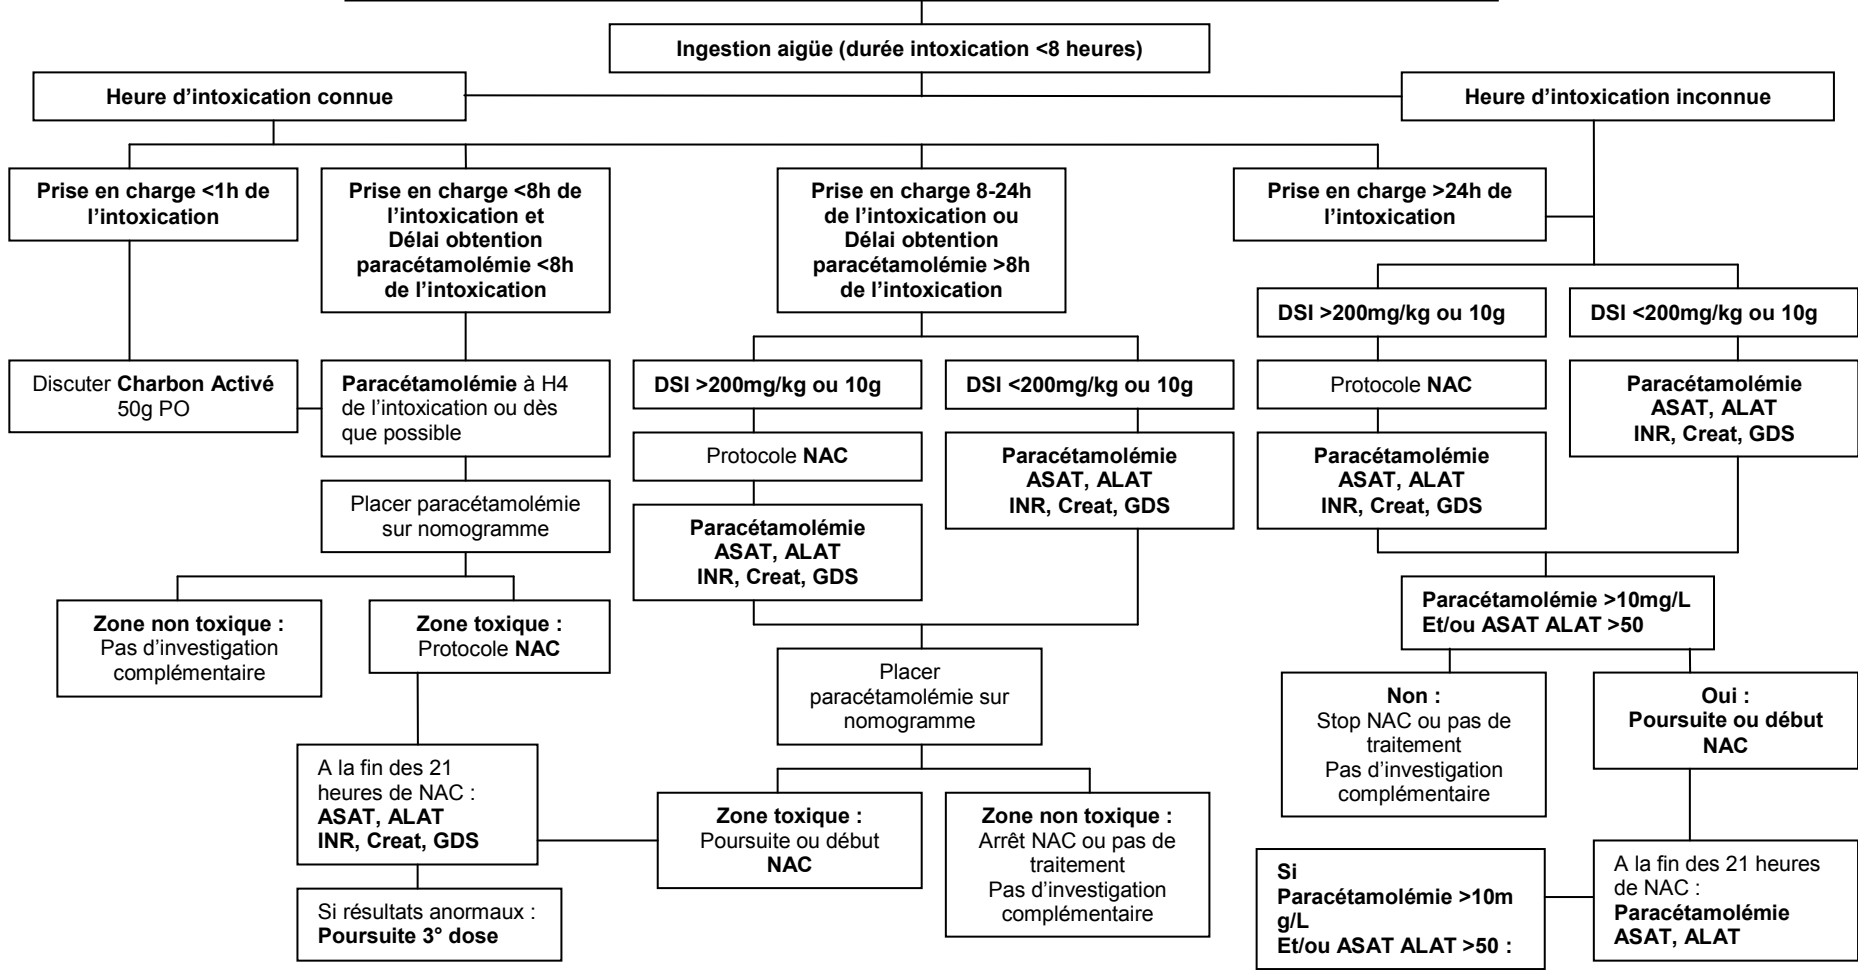 Ingestion aigüe (durée intoxication <8 heures)
Heure d'intoxication connue
Heure d'intoxication inconnue
Prise en charge <1h de
l'intoxication
Prise en charge <8h de
l'intoxication et
Délai obtention
paracétamolémie <8h
de l'intoxication
Prise en charge 8-24h
de l'intoxication ou
Délai obtention
paracétamolémie >8h
de l'intoxication
Prise en charge >24h de
l'intoxication
DSI >200mg/kg ou 10g
DSI <200mg/kg ou 10g
Discuter Charbon Activé
50g PO
Paracétamolémie à H4
de l'intoxication ou dès
que possible
DSI >200mg/kg ou 10g
DSI <200mg/kg ou 10g
Protocole NAC
Paracétamolémie
ASAT, ALAT
INR, Creat, GDS
Protocole NAC
Paracétamolémie
ASAT, ALAT
INR, Creat, GDS
Paracétamolémie
ASAT, ALAT
INR, Creat, GDS
Placer paracétamolémie
sur nomogramme
Paracétamolémie
ASAT, ALAT
INR, Creat, GDS
Zone non toxique :
Pas d'investigation
complémentaire
Zone toxique :
Protocole NAC
Paracétamolémie >10mg/L
Et/ou ASAT ALAT >50
Placer
paracétamolémie sur
nomogramme
Non :
Stop NAC ou pas de
traitement
Pas d'investigation
complémentaire
Oui :
Poursuite ou début
NAC
A la fin des 21
heures de NAC :
ASAT, ALAT
INR, Creat, GDS
Zone toxique :
Poursuite ou début
NAC
Zone non toxique :
Arrêt NAC ou pas de
traitement
Pas d'investigation
complémentaire
Si
Paracétamolémie >10m
g/L
Et/ou ASAT ALAT >50 :
A la fin des 21 heures
de NAC :
Paracétamolémie
ASAT, ALAT
Si résultats anormaux :
Poursuite 3° dose